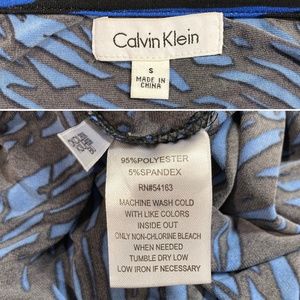 Calvin Klein
S
MADE IN
CHINA
95%POLYESTER
5%SPANDEX
RN#54163
MACHINE WASH COLD
WITH LIKE COLORS
INSIDE OUT
ONLY NON-CHLORINE BLEACH
WHEN NEEDED
TUMBLE DRY LOW
LOW IRON IF NECESSARY